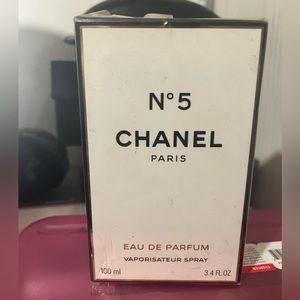 N°5
CHANEL
PARIS
EAU DE PARFUM
VAPORISATEUR SPRAY
100 ml 3.4 FL.OZ